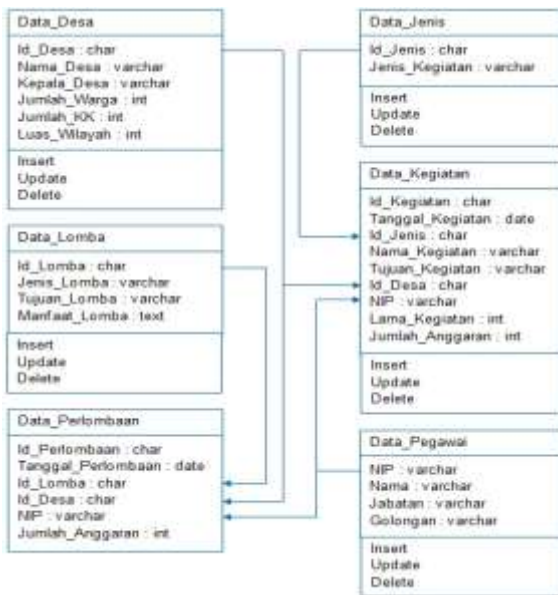 Data_Desa
Id_Desa : char
Nama_Desa : varchar
Kepala_Desa : varchar
Jumlah_Warga : int
Jumlah_KK : int
Luas_Wilayah : int
Insert
Update
Delete
Data_Lomba
Id_Lomba : char
Jenis_Lomba : varchar
Tujuan_Lomba : varchar
Manfaat_Lomba : text
Insert
Update
Delete
Data_Perlombaan
Id_Perlombaan : char
Tanggal_Perlombaan : date
Id_Lomba : char
Id_Desa : char
NIP : varchar
Jumlah_Anggaran : int
Data_Jenis
Id_Jenis : char
Jenis_Kegiatan : varchar
Insert
Update
Delete
Data_Kegiatan
Id_Kegiatan : char
Tanggal_Kegiatan : date
Id_Jenis : char
Nama_Kegiatan : varchar
Tujuan_Kegiatan : varchar
Id_Desa : char
NIP : varchar
Lama_Kegiatan : int
Jumlah_Anggaran : int
Insert
Update
Delete
Data_Pegawai
NIP : varchar
Nama : varchar
Jabatan : varchar
Golongan : varchar
Insert
Update
Delete